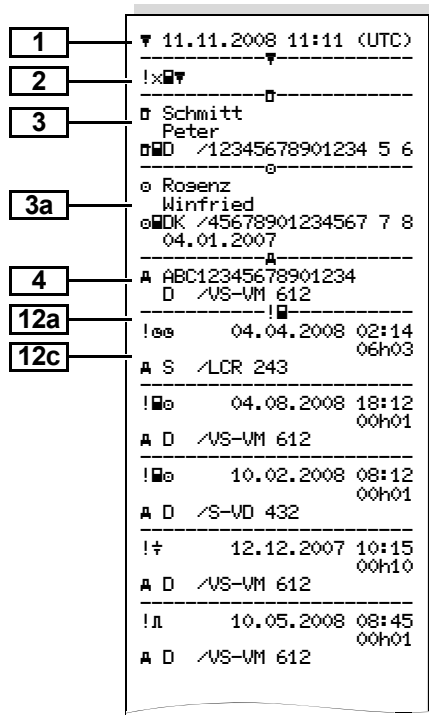 1
▼ 11.11.2008 11:11 (UTC)
2
!x▼
3
Schmitt
Peter
D /12345678901234 5 6
3a
Rogenz
Winfried
DK /45678901234567 7 8
04.01.2007
4
ABC12345678901234
D /VS-VM 612
12a
!
! 04.04.2008 02:14
06h03
12c
S /LCR 243
! 04.08.2008 18:12
00h01
D /VS-VM 612
! 10.02.2008 08:12
00h01
D /S-VD 432
!÷ 12.12.2007 10:15
00h10
D /VS-VM 612
! 10.05.2008 08:45
00h01
D /VS-VM 612